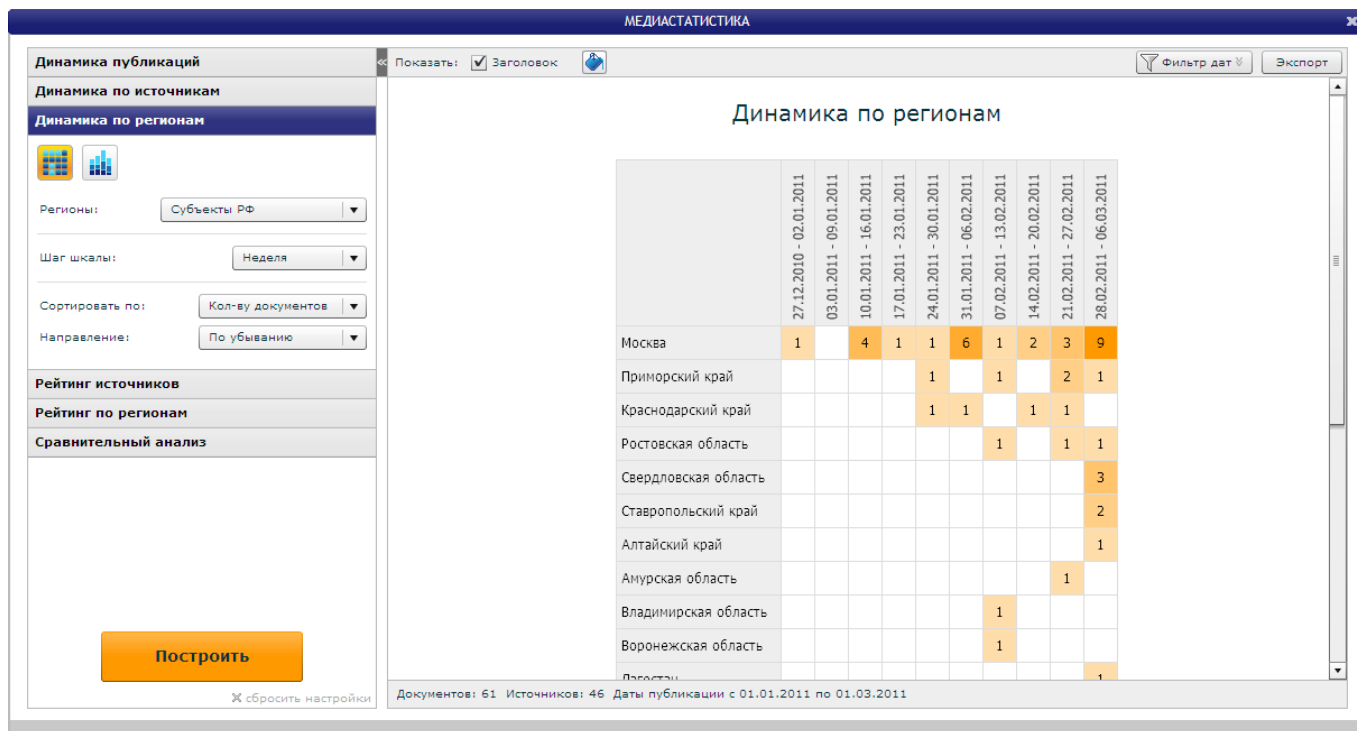 МЕДИАСТАТИСТИКА
Динамика публикаций
Динамика по источникам
Динамика по регионам
Регионы: Субъекты РФ
Шаг шкалы: Неделя
Сортировать по: Кол-ву документов
Направление: По убыванию
Рейтинг источников
Рейтинг по регионам
Сравнительный анализ
Построить
сбросить настройки
Показать: Заголовок Фильтр дат Экспорт
Динамика по регионам
27.12.2010 - 02.01.2011
03.01.2011 - 09.01.2011
10.01.2011 - 16.01.2011
17.01.2011 - 23.01.2011
24.01.2011 - 30.01.2011
31.01.2011 - 06.02.2011
07.02.2011 - 13.02.2011
14.02.2011 - 20.02.2011
21.02.2011 - 27.02.2011
28.02.2011 - 06.03.2011
Москва 1 4 1 1 6 1 2 3 9
Приморский край 1 1 2 1
Краснодарский край 1 1 1 1
Ростовская область 1 1 1
Свердловская область 3
Ставропольский край 2
Алтайский край 1
Амурская область 1
Владимирская область 1
Воронежская область 1
Дагестан 1
Документов: 61 Источников: 46 Даты публикации с 01.01.2011 по 01.03.2011